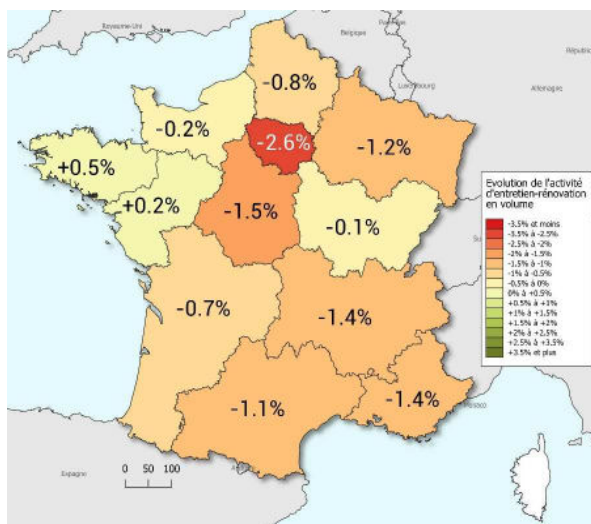 Royaume-Uni
Belgique
Luxembourg
Allemagne
-0.8%
-0.2%
-2.6%
-1.2%
+0.5%
+0.2%
-1.5%
-0.1%
Evolution de l'activité
d'entretien-rénovation
en volume
-3.5% et moins
-3.5% à -2.5%
-2.5% à -2%
-2% à -1.5%
-1.5% à -1%
-1% à -0.5%
-0.5% à 0%
0% à +0.5%
+0.5% à +1%
+1% à +1.5%
+1.5% à +2%
+2% à +2.5%
+2.5% à +3.5%
+3.5% et plus
-0.7%
-1.4%
-1.1%
-1.4%
Monaco
Espagne
0 50 100